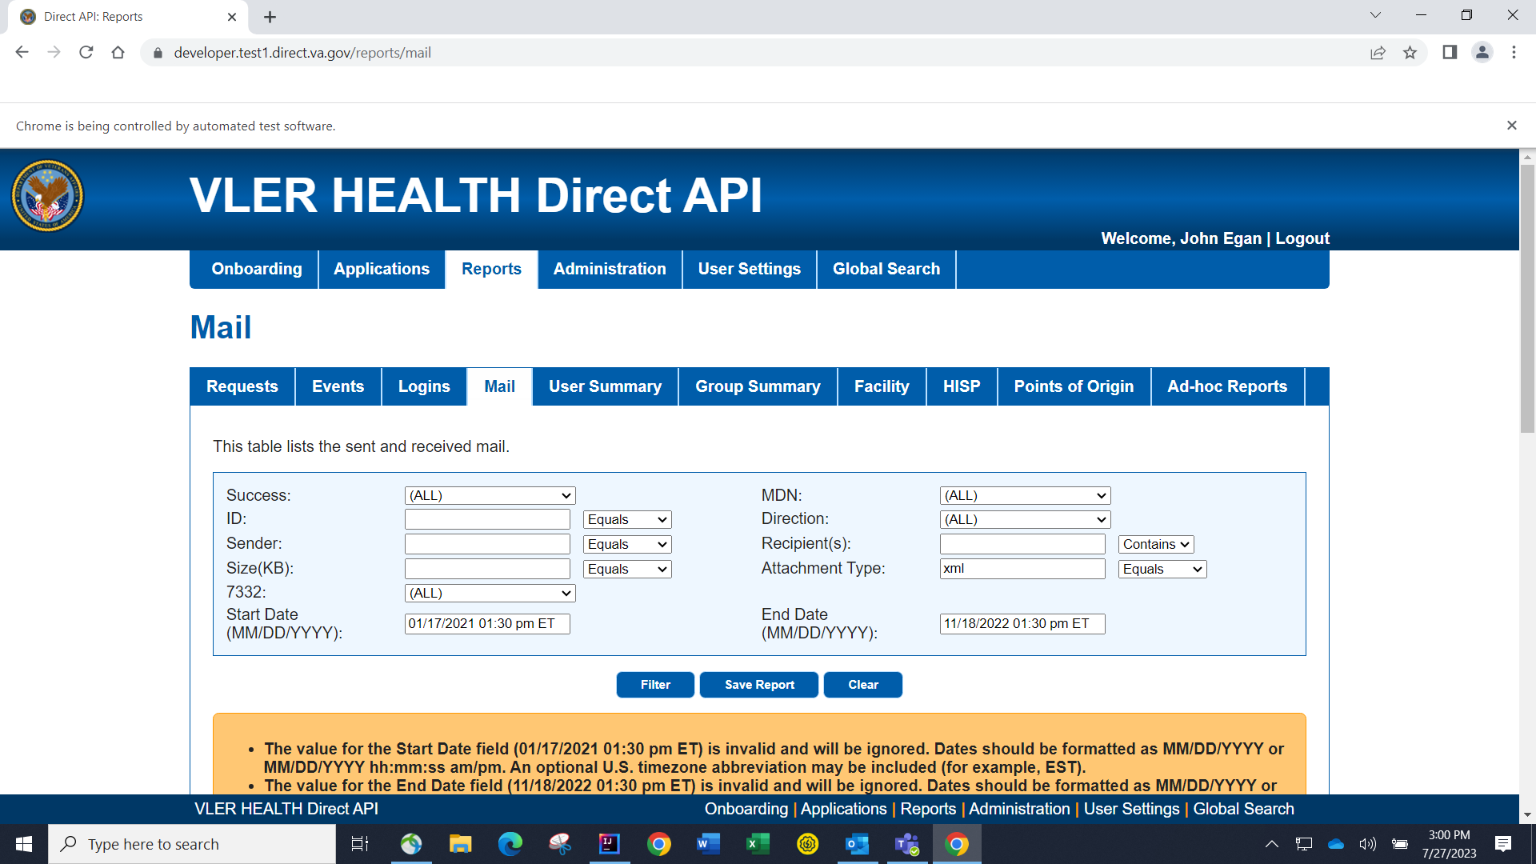 Direct API: Reports
developer.test1.direct.va.gov/reports/mail
Chrome is being controlled by automated test software.
VLER HEALTH Direct API
Welcome, John Egan | Logout
Onboarding Applications Reports Administration User Settings Global Search
Mail
Requests Events Logins Mail User Summary Group Summary Facility HISP Points of Origin Ad-hoc Reports
This table lists the sent and received mail.
Success: (ALL) MDN: (ALL)
ID: Equals Direction: (ALL)
Sender: Equals Recipient(s): Contains
Size(KB): Equals Attachment Type: xml Equals
7332: (ALL)
Start Date (MM/DD/YYYY): 01/17/2021 01:30 pm ET End Date (MM/DD/YYYY): 11/18/2022 01:30 pm ET
Filter Save Report Clear
• The value for the Start Date field (01/17/2021 01:30 pm ET) is invalid and will be ignored. Dates should be formatted as MM/DD/YYYY or
MM/DD/YYYY hh:mm:ss am/pm. An optional U.S. timezone abbreviation may be included (for example, EST).
• The value for the End Date field (11/18/2022 01:30 pm ET) is invalid and will be ignored. Dates should be formatted as MM/DD/YYYY or
VLER HEALTH Direct API Onboarding | Applications | Reports | Administration | User Settings | Global Search
Type here to search
3:00 PM
7/27/2023